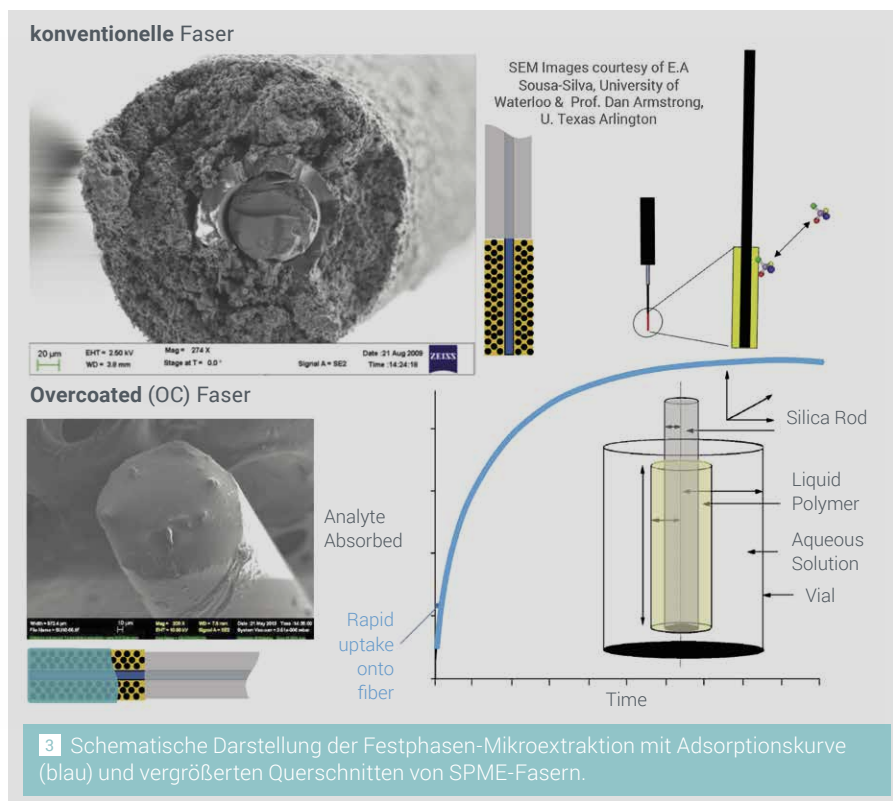 konventionelle Faser
SEM Images courtesy of E.A
Sousa-Silva, University of
Waterloo & Prof. Dan Armstrong,
U. Texas Arlington
20 µm
EHT = 2.50 kV
WD = 3.8 mm
Mag = 274 X
Stage at T = 0.0 °
Signal A = SE2
Date :21 Aug 2009
Time :14:24:18
ZEISS
Overcoated (OC) Faser
10 µm
Analyte
Absorbed
Rapid
uptake
onto
fiber
Silica Rod
Liquid
Polymer
Aqueous
Solution
Vial
Time
3 Schematische Darstellung der Festphasen-Mikroextraktion mit Adsorptionskurve
(blau) und vergrößerten Querschnitten von SPME-Fasern.